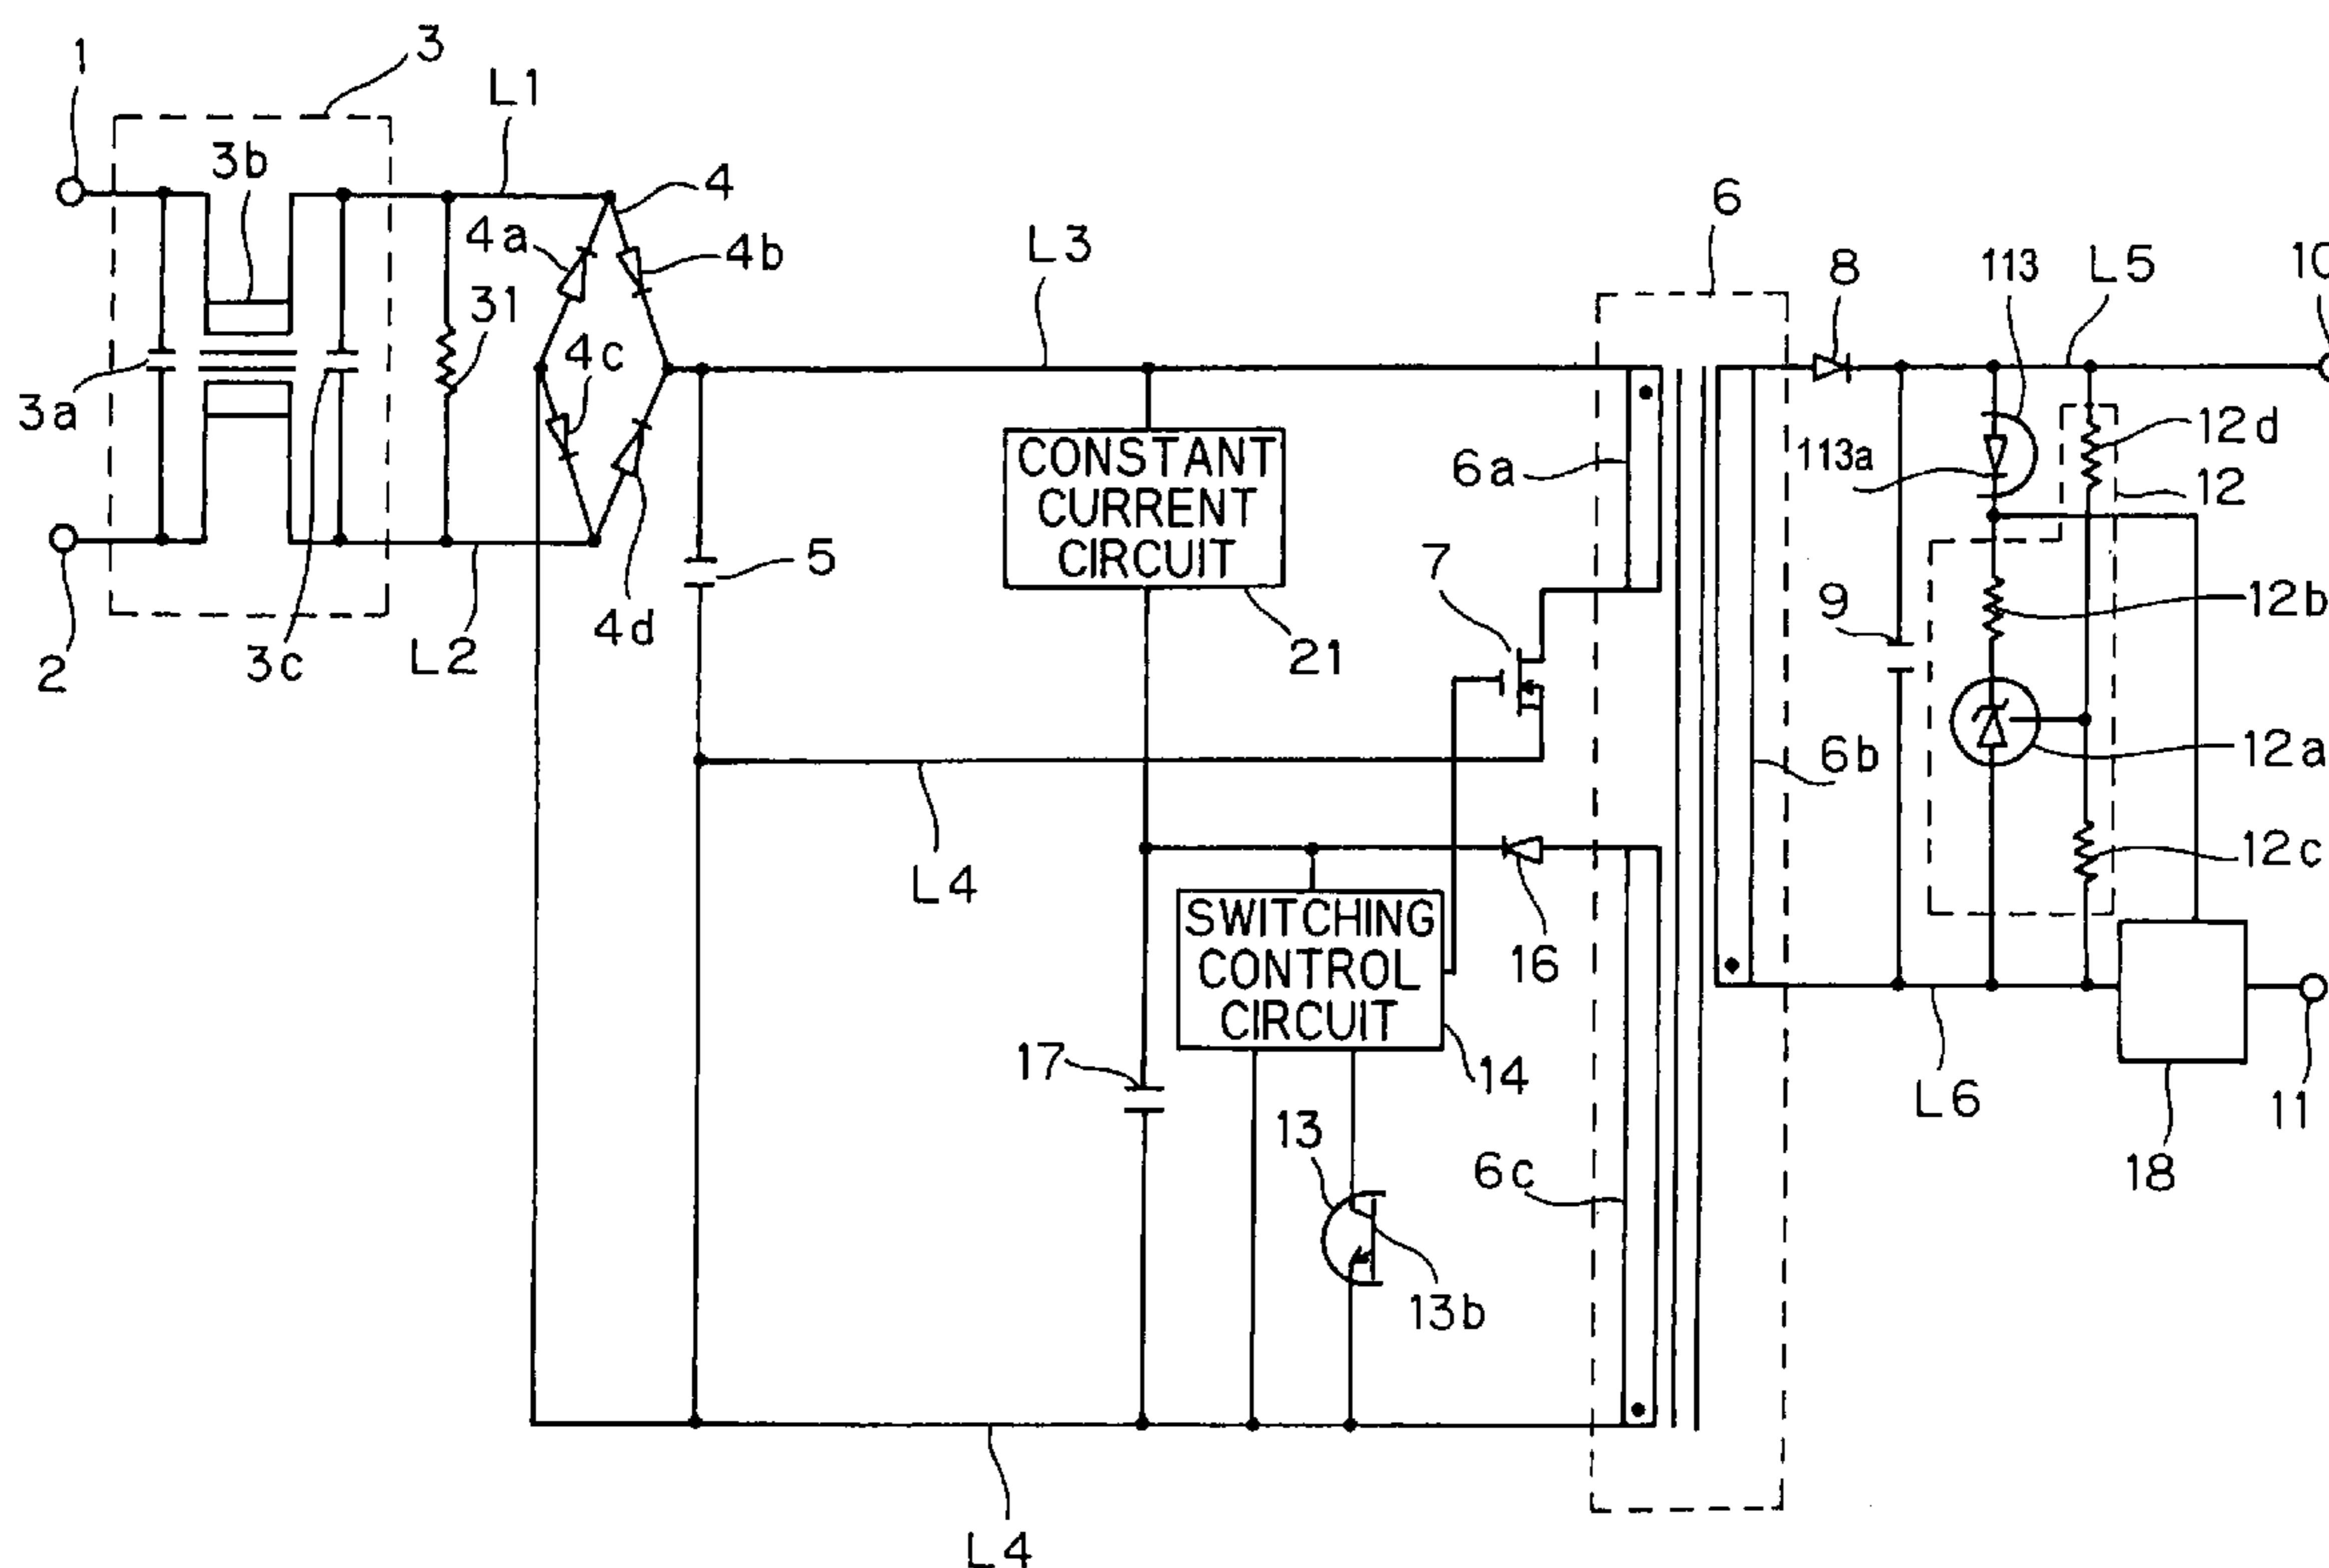 1
3
L1
3b
4
4a
4b
31
4c
3a
2
3c
L2
4d
5
L3
CONSTANT
CURRENT
CIRCUIT
21
6
6a
7
8
113
L5
10
113a
12d
12
12b
9
12a
6b
12c
L4
SWITCHING
CONTROL
CIRCUIT
16
14
17
13
6c
13b
L6
18
11
L4